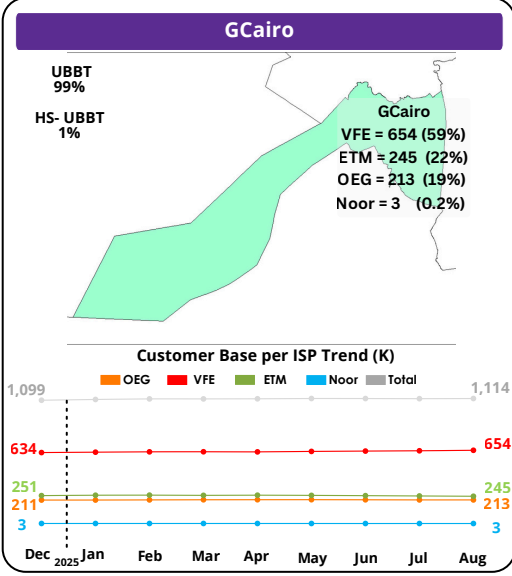 GCairo
UBBT
99%
HS- UBBT
1%
GCairo
VFE = 654 (59%)
ETM = 245 (22%)
OEG = 213 (19%)
Noor = 3 (0.2%)
Customer Base per ISP Trend (K)
OEG VFE ETM Noor Total
1,099 1,114
634 654
251 245
211 213
3 3
Dec 2025 Jan Feb Mar Apr May Jun Jul Aug